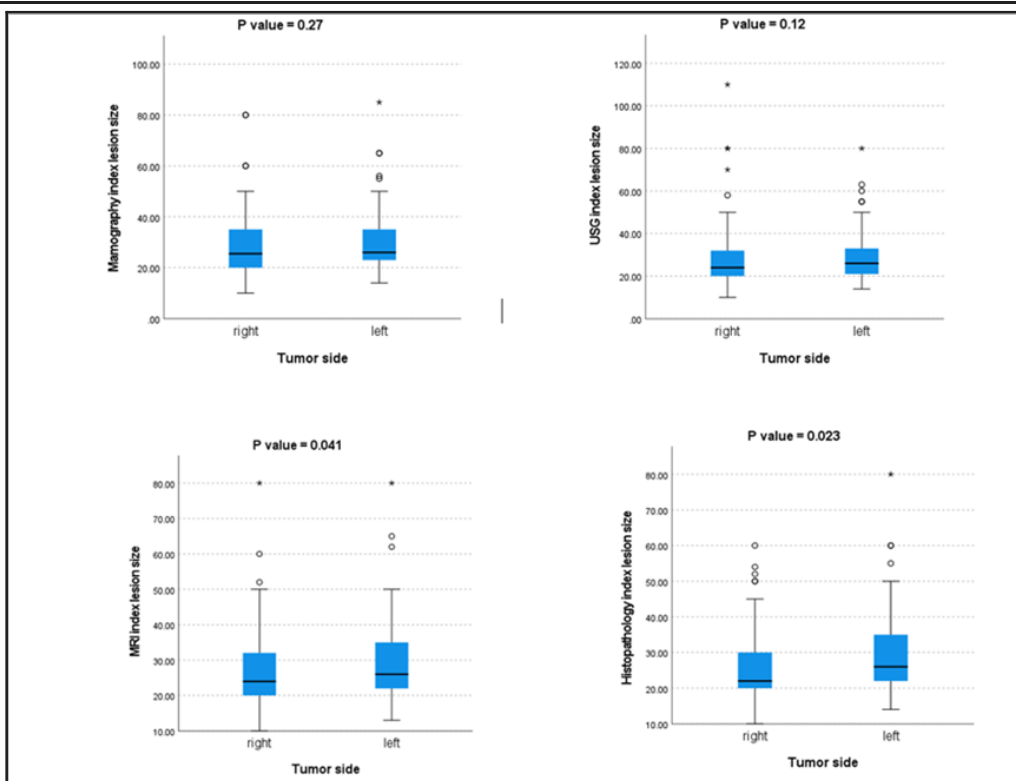 P value = 0.27
Mamography index lesion size
100.00
80.00
60.00
40.00
20.00
.00
right left
Tumor side
P value = 0.12
USG index lesion size
120.00
100.00
80.00
60.00
40.00
20.00
.00
right left
Tumor side
P value = 0.041
MRI index lesion size
80.00
70.00
60.00
50.00
40.00
30.00
20.00
10.00
right left
Tumor side
P value = 0.023
Histopathology index lesion size
80.00
70.00
60.00
50.00
40.00
30.00
20.00
10.00
right left
Tumor side